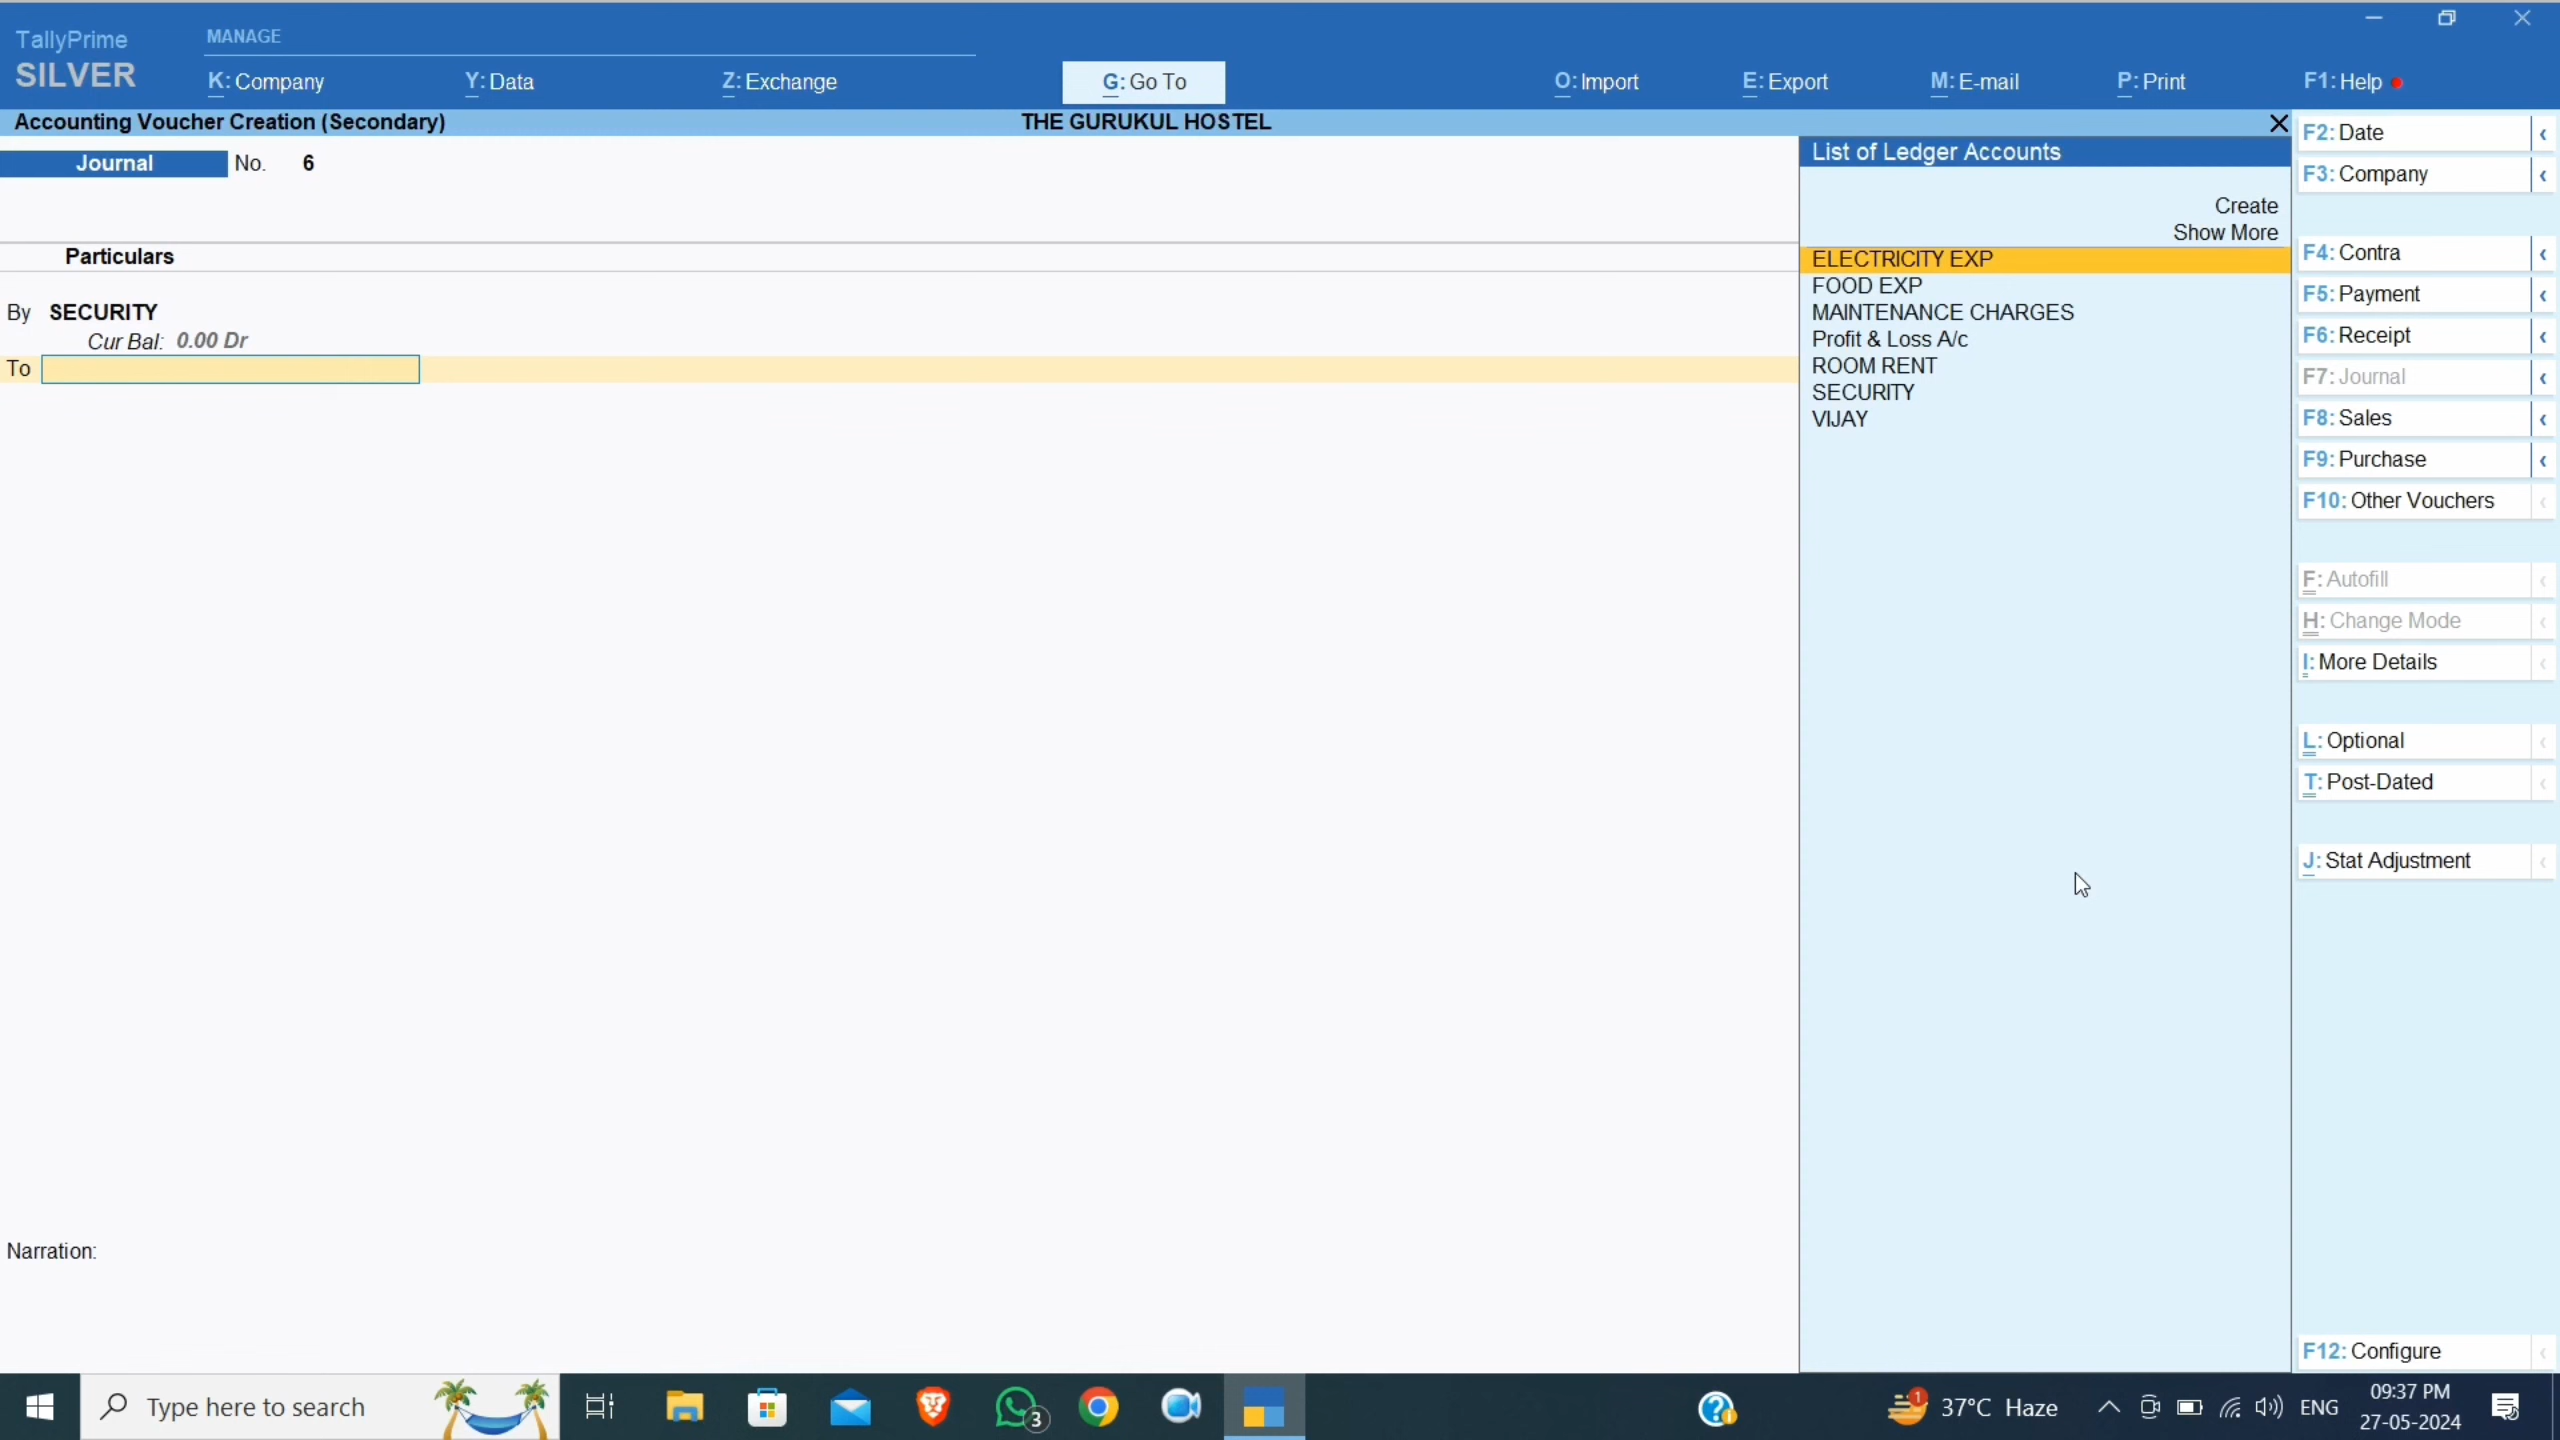 TallyPrime
SILVER
MANAGE
K: Company
Y: Data
Z: Exchange
G: Go To
O: Import
E: Export
M: E-mail
P: Print
F1: Help
Accounting Voucher Creation (Secondary)
THE GURUKUL HOSTEL
Journal No. 6
Particulars
By SECURITY
Cur Bal: 0.00 Dr
To
Narration:
List of Ledger Accounts
Create
Show More
ELECTRICITY EXP
FOOD EXP
MAINTENANCE CHARGES
Profit & Loss A/c
ROOM RENT
SECURITY
VIJAY
F2: Date
F3: Company
F4: Contra
F5: Payment
F6: Receipt
F7: Journal
F8: Sales
F9: Purchase
F10: Other Vouchers
F: Autofill
H: Change Mode
I: More Details
L: Optional
T: Post-Dated
J: Stat Adjustment
F12: Configure
Type here to search
3
1
37°C Haze
ENG
09:37 PM
27-05-2024